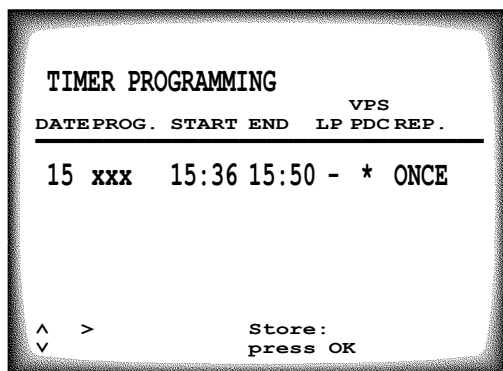 TIMER PROGRAMMING
VPS
DATE PROG. START END LP PDC REP.
15 xxx 15:36 15:50 - * ONCE
^ > Store:
v press OK